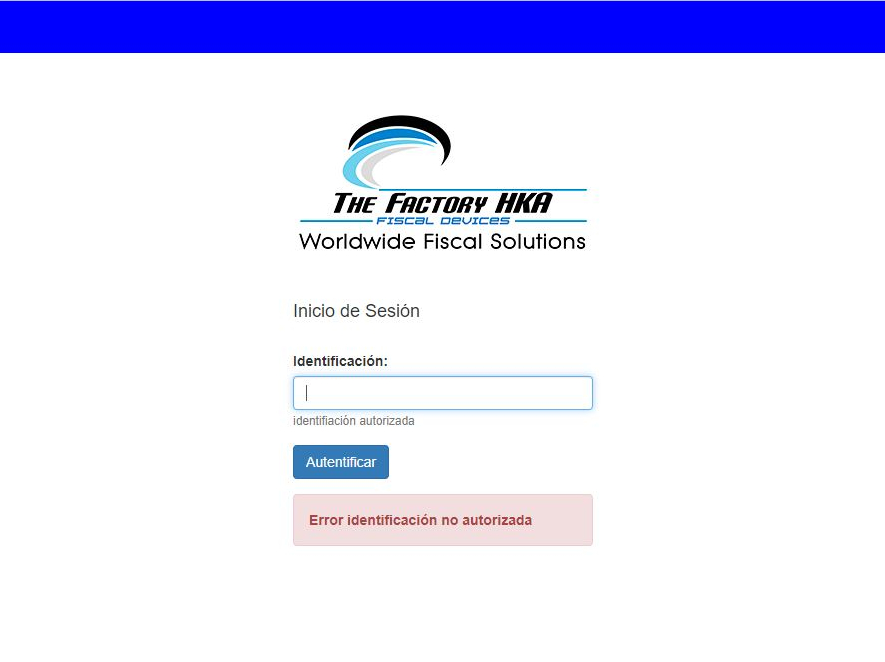 THE FACTORY HKA
FISCAL DEVICES
Worldwide Fiscal Solutions
Inicio de Sesión
Identificación:
identifiación autorizada
Autentificar
Error identificación no autorizada